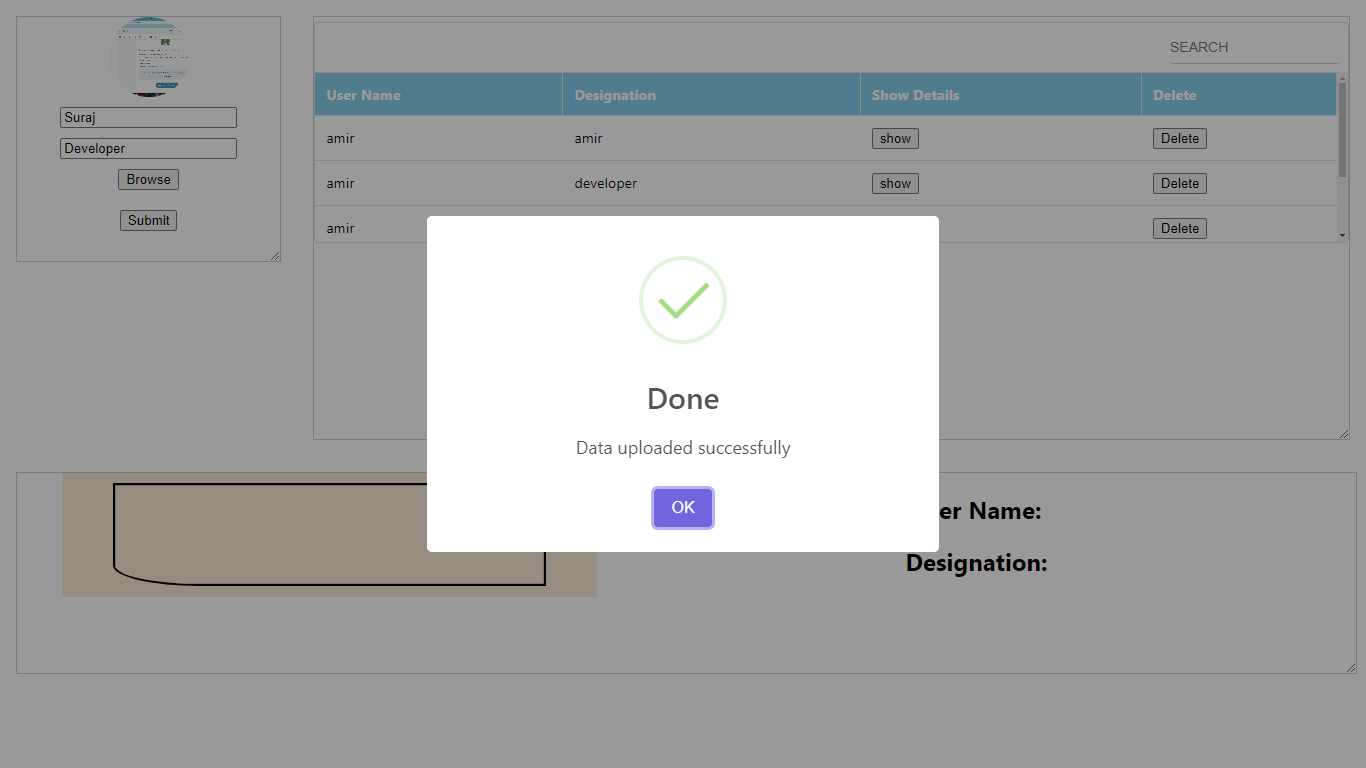 SEARCH
User Name Designation Show Details Delete
Suraj
amir amir show Delete
Developer
Browse
amir developer show Delete
Submit
amir Delete
Done
Data uploaded successfully
OK
er Name:
Designation: